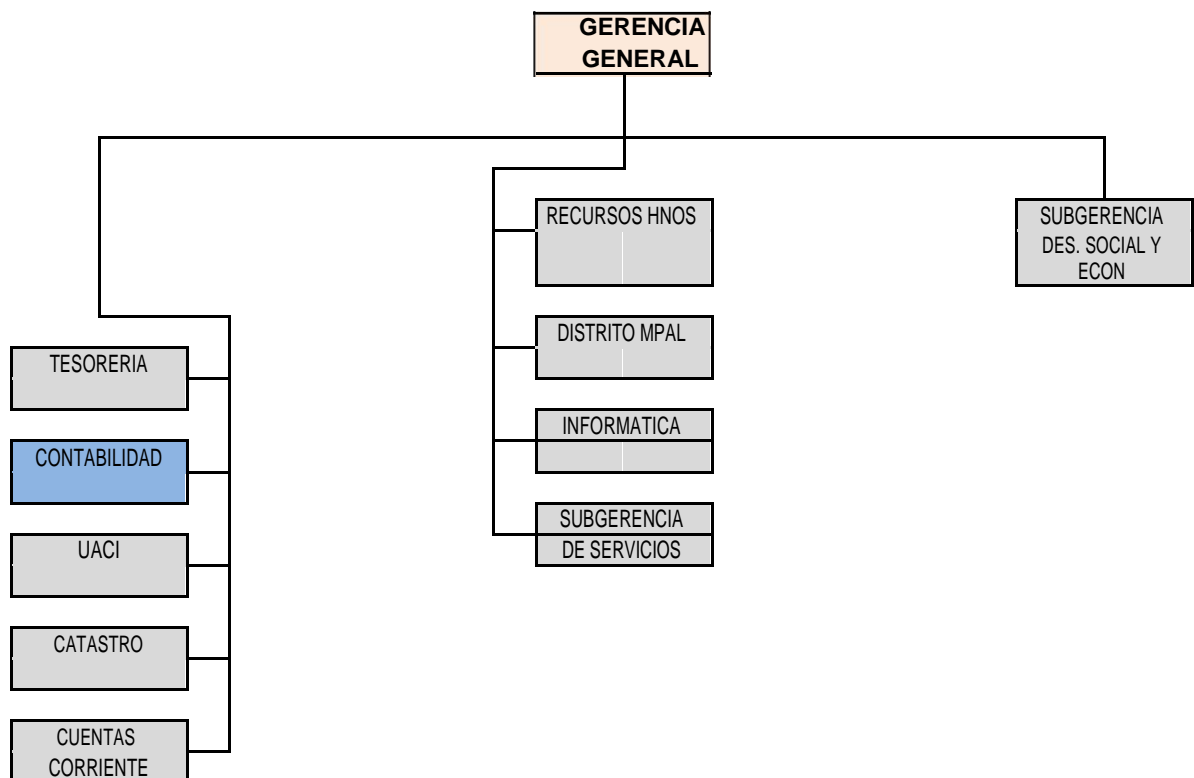 GERENCIA
GENERAL
RECURSOS HNOS
SUBGERENCIA
DES. SOCIAL Y
ECON
DISTRITO MPAL
TESORERIA
INFORMATICA
CONTABILIDAD
SUBGERENCIA
DE SERVICIOS
UACI
CATASTRO
CUENTAS
CORRIENTE